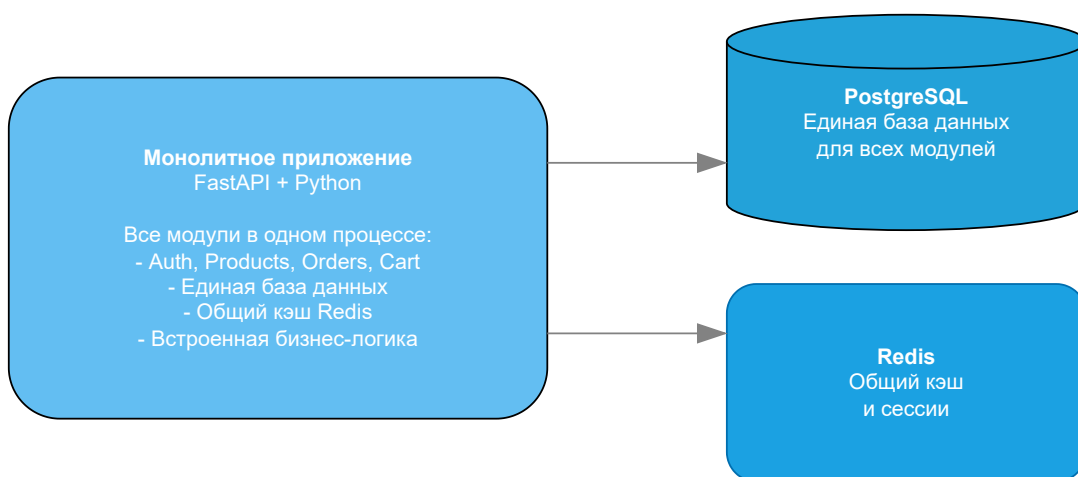 Монолитное приложение
FastAPI + Python
Все модули в одном процессе:
- Auth, Products, Orders, Cart
- Единая база данных
- Общий кэш Redis
- Встроенная бизнес-логика
PostgreSQL
Единая база данных
для всех модулей
Redis
Общий кэш
и сессии